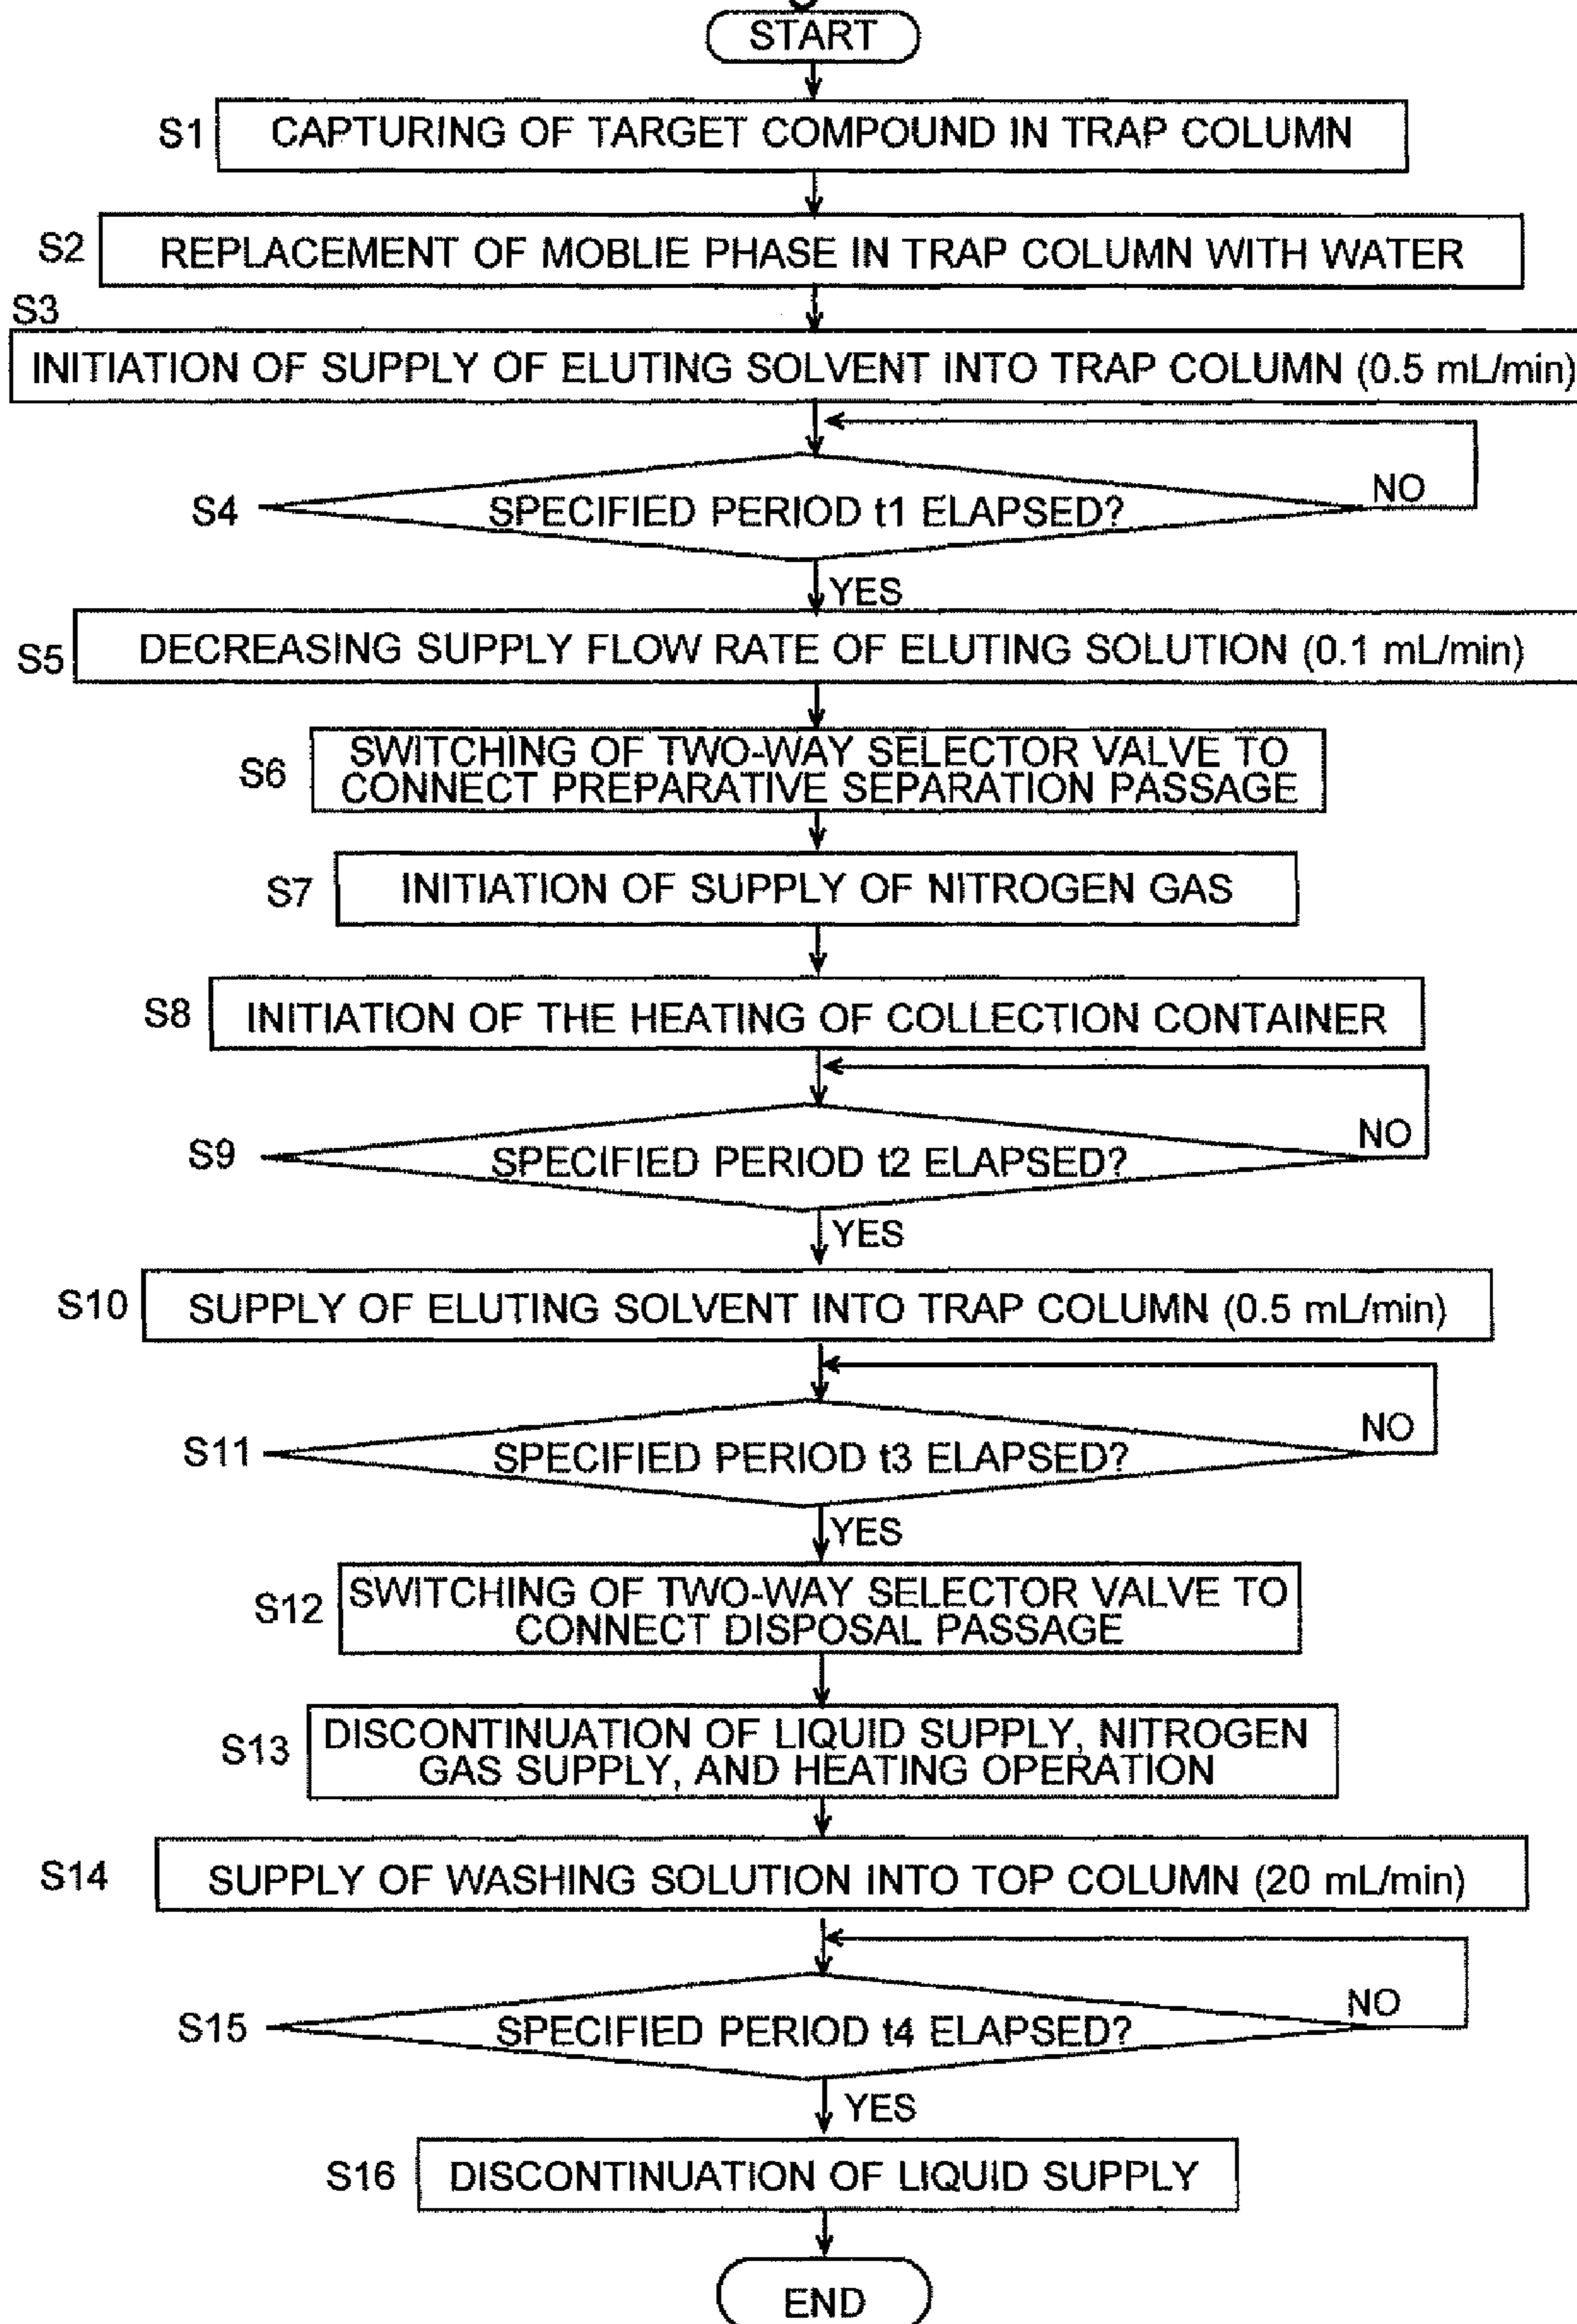 START
S1 CAPTURING OF TARGET COMPOUND IN TRAP COLUMN
S2 REPLACEMENT OF MOBLIE PHASE IN TRAP COLUMN WITH WATER
S3
INITIATION OF SUPPLY OF ELUTING SOLVENT INTO TRAP COLUMN (0.5 mL/min)
S4 SPECIFIED PERIOD t1 ELAPSED? NO
YES
S5 DECREASING SUPPLY FLOW RATE OF ELUTING SOLUTION (0.1 mL/min)
S6 SWITCHING OF TWO-WAY SELECTOR VALVE TO
CONNECT PREPARATIVE SEPARATION PASSAGE
S7 INITIATION OF SUPPLY OF NITROGEN GAS
S8 INITIATION OF THE HEATING OF COLLECTION CONTAINER
S9 SPECIFIED PERIOD t2 ELAPSED? NO
YES
S10 SUPPLY OF ELUTING SOLVENT INTO TRAP COLUMN (0.5 mL/min)
S11 SPECIFIED PERIOD t3 ELAPSED? NO
YES
S12 SWITCHING OF TWO-WAY SELECTOR VALVE TO
CONNECT DISPOSAL PASSAGE
S13 DISCONTINUATION OF LIQUID SUPPLY, NITROGEN
GAS SUPPLY, AND HEATING OPERATION
S14 SUPPLY OF WASHING SOLUTION INTO TOP COLUMN (20 mL/min)
S15 SPECIFIED PERIOD t4 ELAPSED? NO
YES
S16 DISCONTINUATION OF LIQUID SUPPLY
END